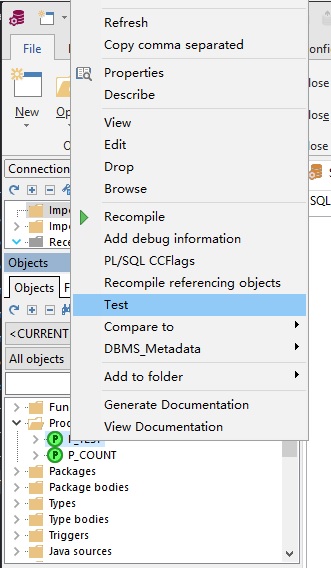 Refresh
Copy comma separated
Properties
Describe
View
Edit
Drop
Browse
Recompile
Add debug information
PL/SQL CCFlags
Recompile referencing objects
Test
Compare to
DBMS_Metadata
Add to folder
Generate Documentation
View Documentation
File
New
Op
onfi
lose
lose
lose
Connection
S
SQL
Impo
Impo
Rece
Objects
Objects
F
<CURRENT
All objects
Fun
Proc
P_TEST
P_COUNT
Packages
Package bodies
Types
Type bodies
Triggers
Java sources